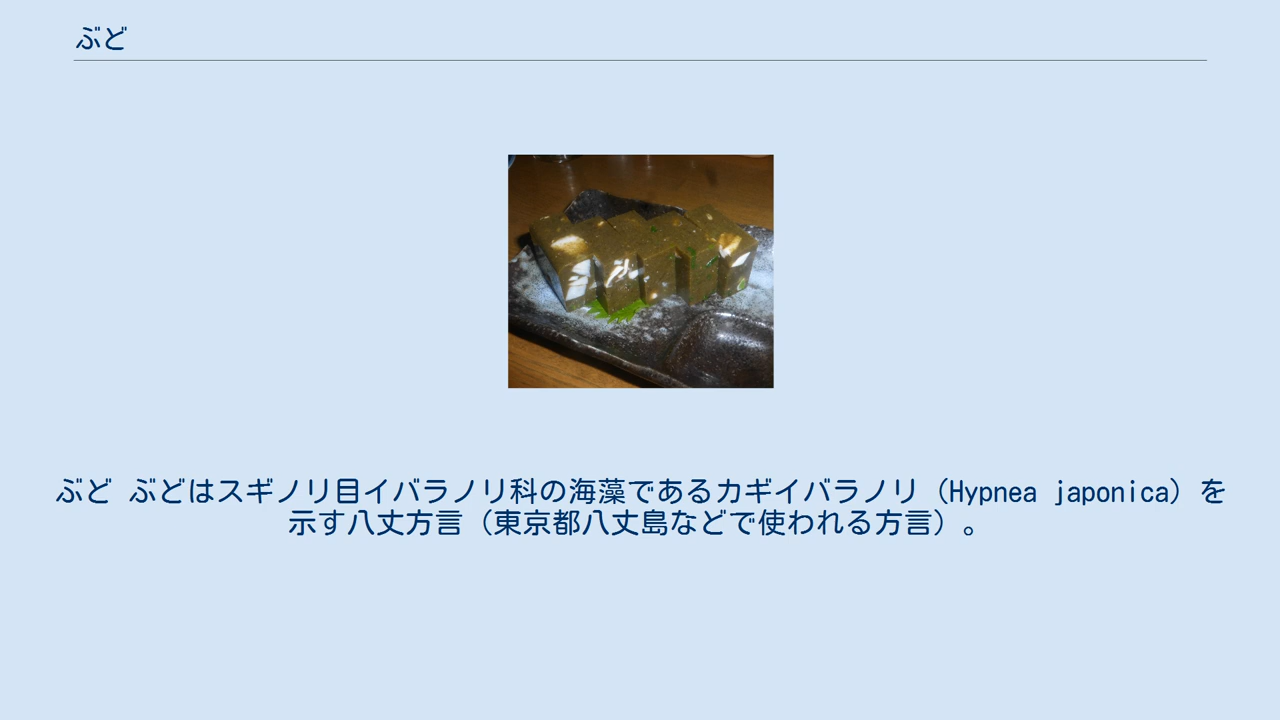 ぶど
ぶど ぶどはスギノリ目イバラノリ科の海藻であるカギイバラノリ（Hypnea japonica）を
示す八丈方言（東京都八丈島などで使われる方言）。